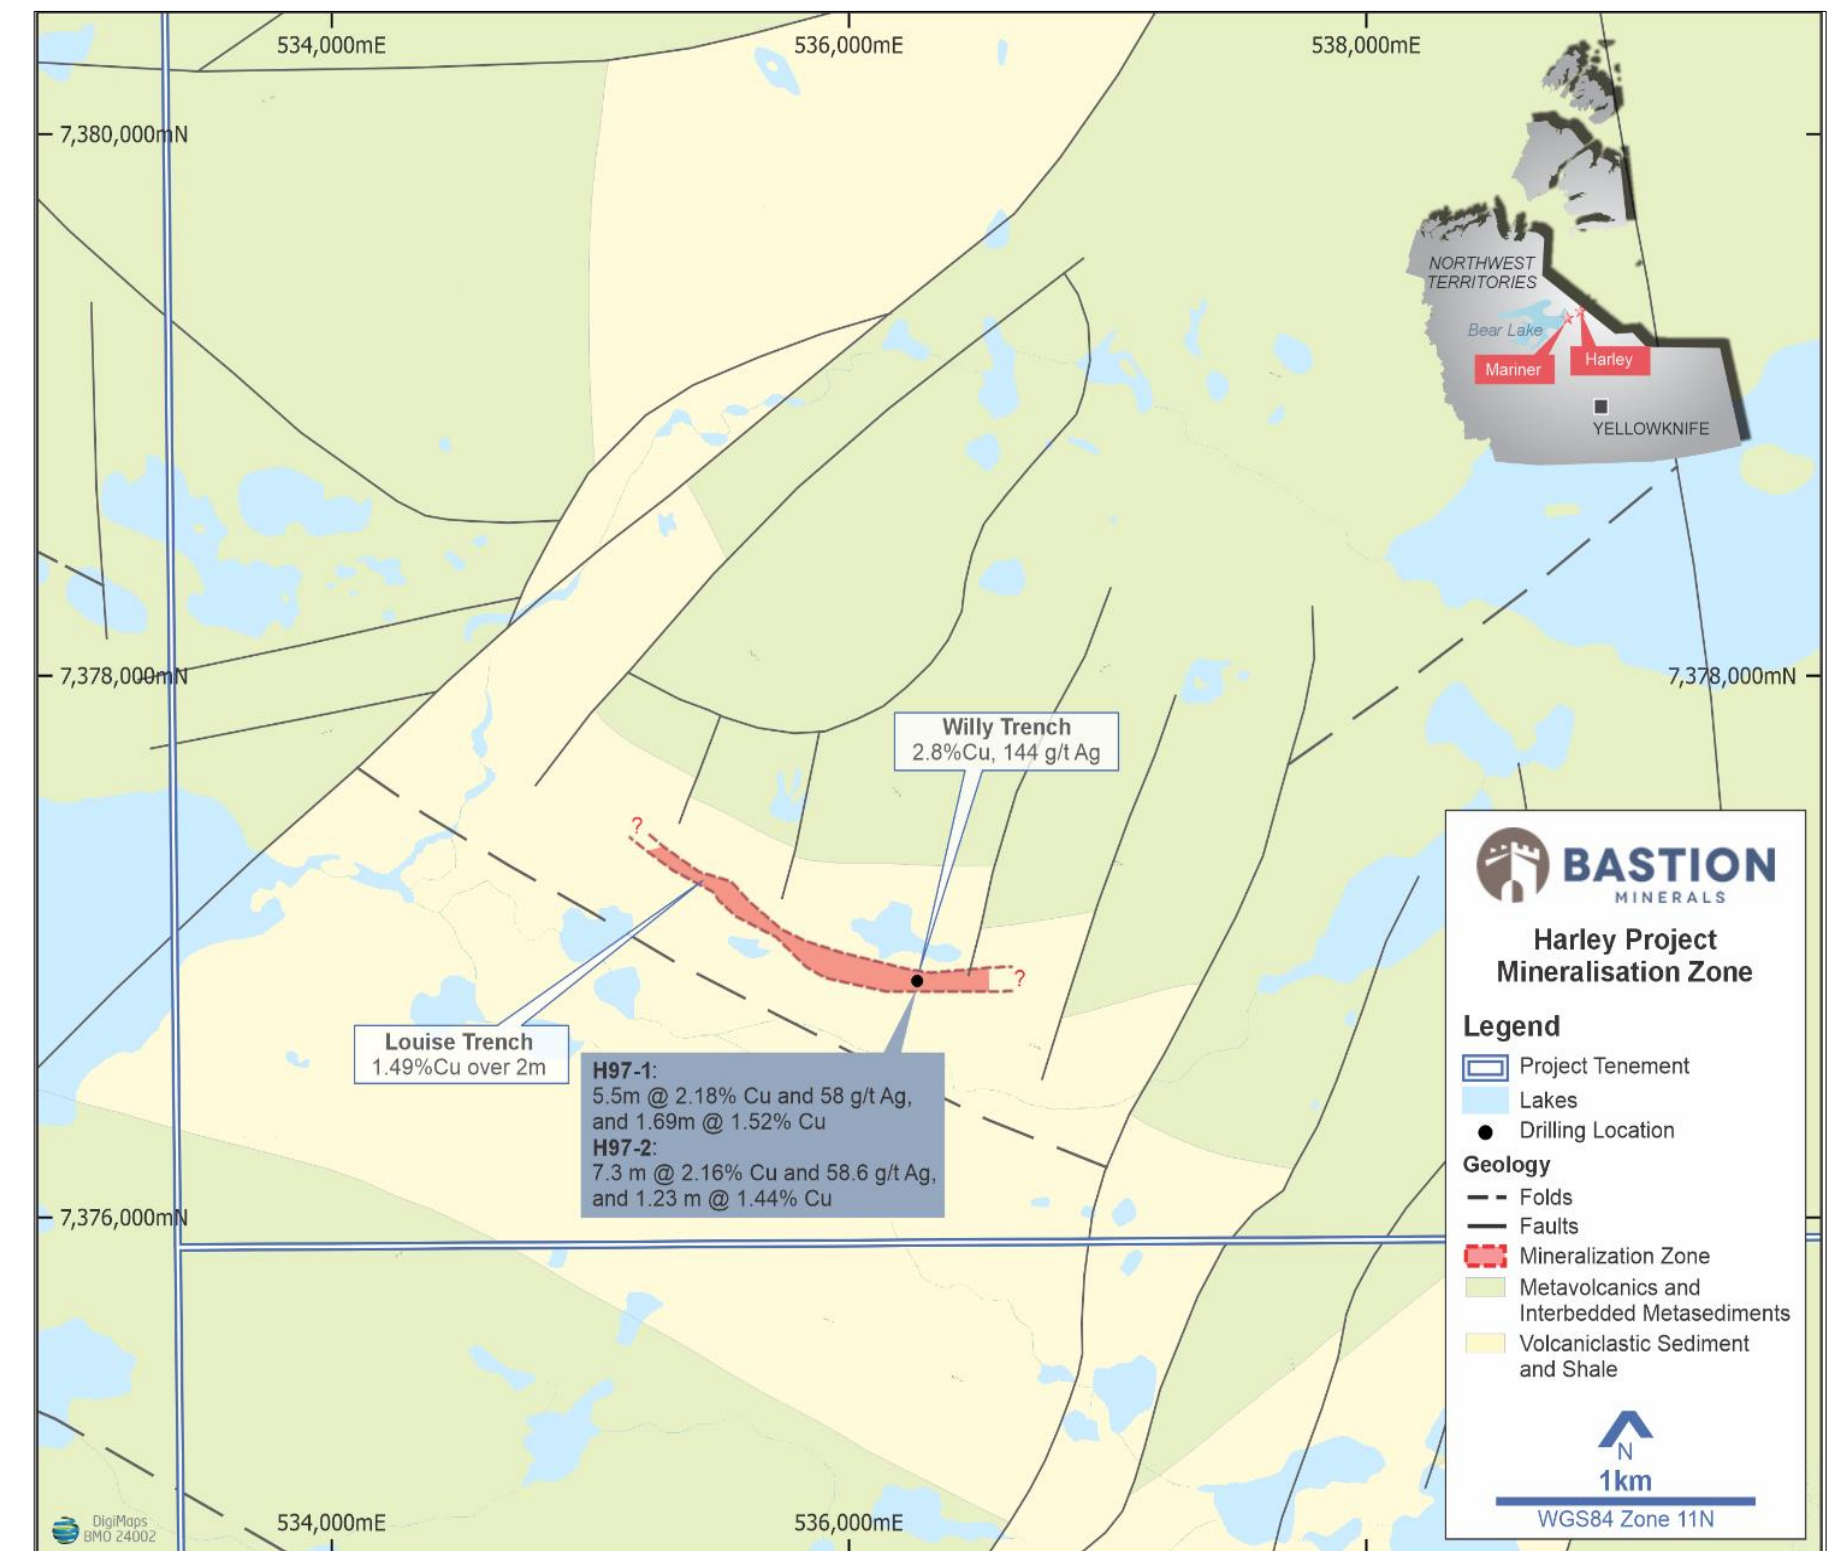 534,000mE
536,000mE
538,000mE
7,380,000mN
NORTHWEST
TERRITORIES
Bear Lake
Mariner
Harley
YELLOWKNIFE
7,378,000mN
7,378,000mN
Willy Trench
2.8%Cu, 144 g/t Ag
?
?
Louise Trench
1.49%Cu over 2m
H97-1:
5.5m @ 2.18% Cu and 58 g/t Ag,
and 1.69m @ 1.52% Cu
H97-2:
7.3 m @ 2.16% Cu and 58.6 g/t Ag,
and 1.23 m @ 1.44% Cu
7,376,000mN
BASTION
MINERALS
Harley Project
Mineralisation Zone
Legend
Project Tenement
Lakes
Drilling Location
Geology
Folds
Faults
Mineralization Zone
Metavolcanics and
Interbedded Metasediments
Volcaniclastic Sediment
and Shale
N
1km
WGS84 Zone 11N
DigiMaps
BMO 24002
534,000mE
536,000mE